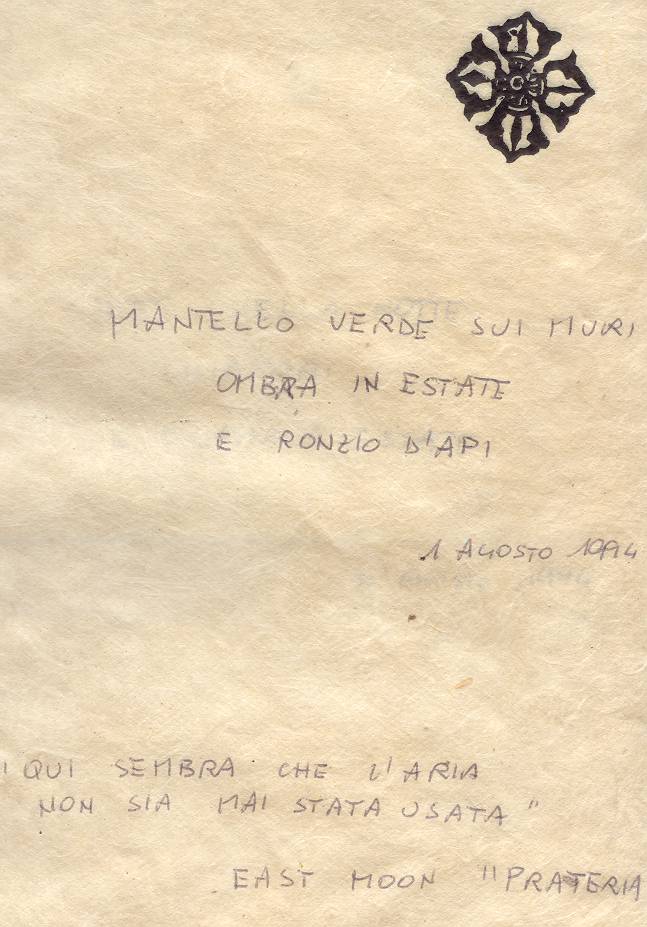 MANTELLO VERDE SUI MURI
OMBRA IN ESTATE
E RONZIO D'API
1 AGOSTO 1994
" QUI SEMBRA CHE L'ARIA
NON SIA MAI STATA USATA "
EAST MOON "PRATERIA